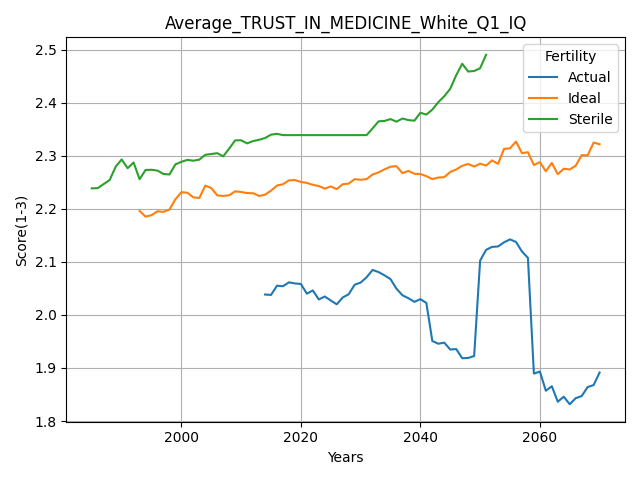 Average_TRUST_IN_MEDICINE_White_Q1_IQ
2.5
2.4
2.3
2.2
2.1
2.0
1.9
1.8
Score(1-3)
Fertility
Actual
Ideal
Sterile
2000
2020
2040
2060
Years